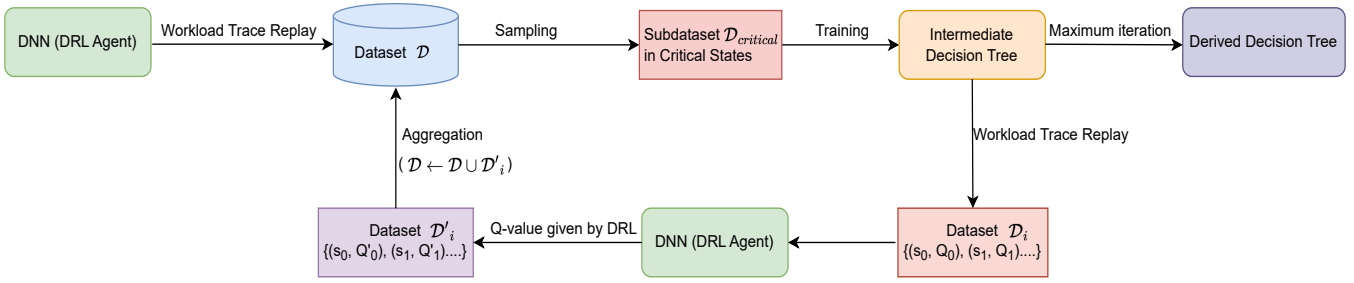 DNN (DRL Agent)
Workload Trace Replay
Dataset 𝒟
Sampling
Subdataset 𝒟critical
in Critical States
Training
Intermediate
Decision Tree
Maximum iteration
Derived Decision Tree
Aggregation
( 𝒟 ← 𝒟 ∪ 𝒟′ᵢ )
Workload Trace Replay
Dataset 𝒟′ᵢ
{(s₀, Q'₀), (s₁, Q'₁)....}
Q-value given by DRL
DNN (DRL Agent)
Dataset 𝒟ᵢ
{(s₀, Q₀), (s₁, Q₁)....}